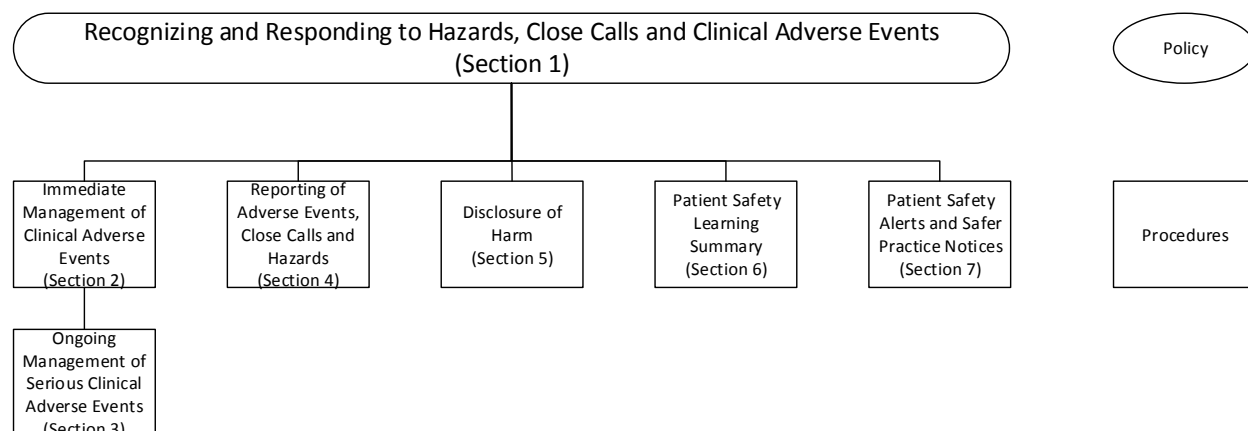 Recognizing and Responding to Hazards, Close Calls and Clinical Adverse Events
(Section 1)
Policy
Immediate
Management of
Clinical Adverse
Events
(Section 2)
Reporting of
Adverse Events,
Close Calls and
Hazards
(Section 4)
Disclosure of
Harm
(Section 5)
Patient Safety
Learning
Summary
(Section 6)
Patient Safety
Alerts and Safer
Practice Notices
(Section 7)
Procedures
Ongoing
Management of
Serious Clinical
Adverse Events
(Section 3)